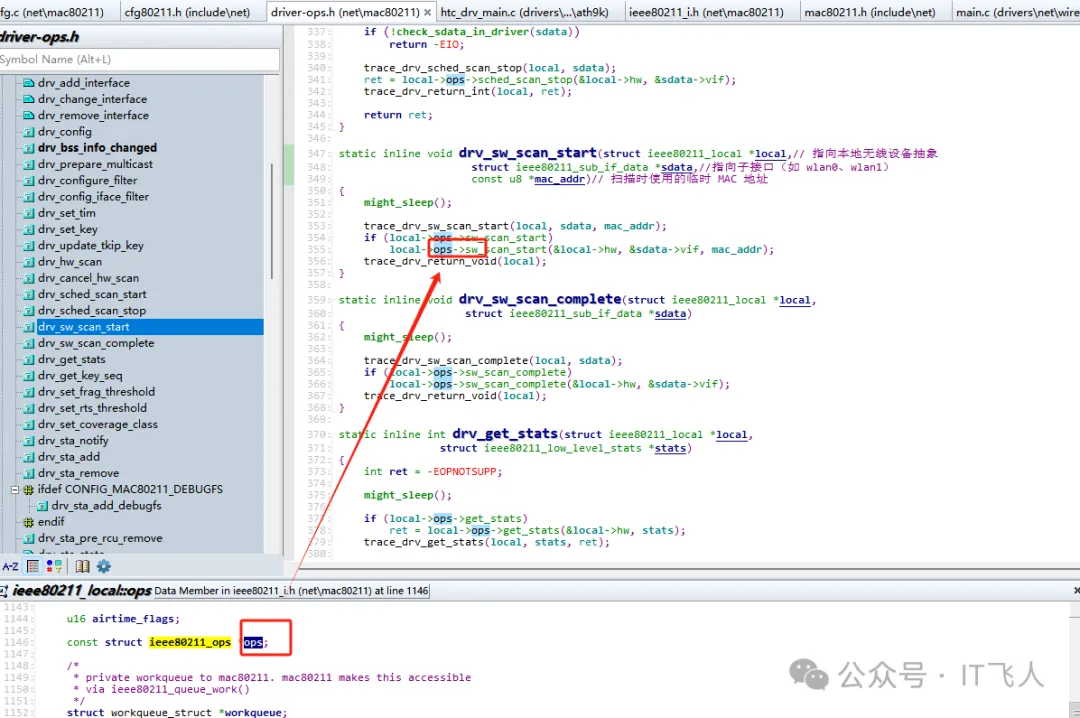 fg.c (net\mac80211) cfg80211.h (include\net) driver-ops.h (net\mac80211) × htc_drv_main.c (drivers\...\ath9k) ieee80211_i.h (net\mac80211) mac80211.h (include\net) main.c (drivers\net\wire
driver-ops.h
Symbol Name (Alt+L)
drv_add_interface
drv_change_interface
drv_remove_interface
drv_config
drv_bss_info_changed
drv_prepare_multicast
drv_configure_filter
drv_config_iface_filter
drv_set_tim
drv_set_key
drv_update_tkip_key
drv_hw_scan
drv_cancel_hw_scan
drv_sched_scan_start
drv_sched_scan_stop
drv_sw_scan_start
drv_sw_scan_complete
drv_get_stats
drv_get_key_seq
drv_set_frag_threshold
drv_set_rts_threshold
drv_set_coverage_class
drv_sta_notify
drv_sta_add
drv_sta_remove
ifdef CONFIG_MAC80211_DEBUGFS
drv_sta_add_debugfs
endif
drv_sta_pre_rcu_remove
A-Z
337: if (!check_sdata_in_driver(sdata))
338: return -EIO;
339:
340: trace_drv_sched_scan_stop(local, sdata);
341: ret = local->ops->sched_scan_stop(&local->hw, &sdata->vif);
342: trace_drv_return_int(local, ret);
343:
344: return ret;
345: }
346:
347: static inline void drv_sw_scan_start(struct ieee80211_local *local,// 指向本地无线设备抽象
348: struct ieee80211_sub_if_data *sdata,//指向子接口（如 wlan0、wlan1）
349: const u8 *mac_addr)// 扫描时使用的临时 MAC 地址
350: {
351: might_sleep();
352:
353: trace_drv_sw_scan_start(local, sdata, mac_addr);
354: if (local->ops->sw_scan_start)
355: local->ops->sw_scan_start(&local->hw, &sdata->vif, mac_addr);
356: trace_drv_return_void(local);
357: }
358:
359: static inline void drv_sw_scan_complete(struct ieee80211_local *local,
360: struct ieee80211_sub_if_data *sdata)
361: {
362: might_sleep();
363:
364: trace_drv_sw_scan_complete(local, sdata);
365: if (local->ops->sw_scan_complete)
366: local->ops->sw_scan_complete(&local->hw, &sdata->vif);
367: trace_drv_return_void(local);
368: }
369:
370: static inline int drv_get_stats(struct ieee80211_local *local,
371: struct ieee80211_low_level_stats *stats)
372: {
373: int ret = -EOPNOTSUPP;
374:
375: might_sleep();
376:
377: if (local->ops->get_stats)
378: ret = local->ops->get_stats(&local->hw, stats);
379: trace_drv_get_stats(local, stats, ret);
380:
ieee80211_local::ops Data Member in ieee80211_i.h (net\mac80211) at line 1146
1143:
1144: u16 airtime_flags;
1145:
1146: const struct ieee80211_ops *ops;
1147:
1148: /*
1149: * private workqueue to mac80211. mac80211 makes this accessible
1150: * via ieee80211_queue_work()
1151: */
1152: struct workqueue_struct *workqueue;
公众号 · IT飞人